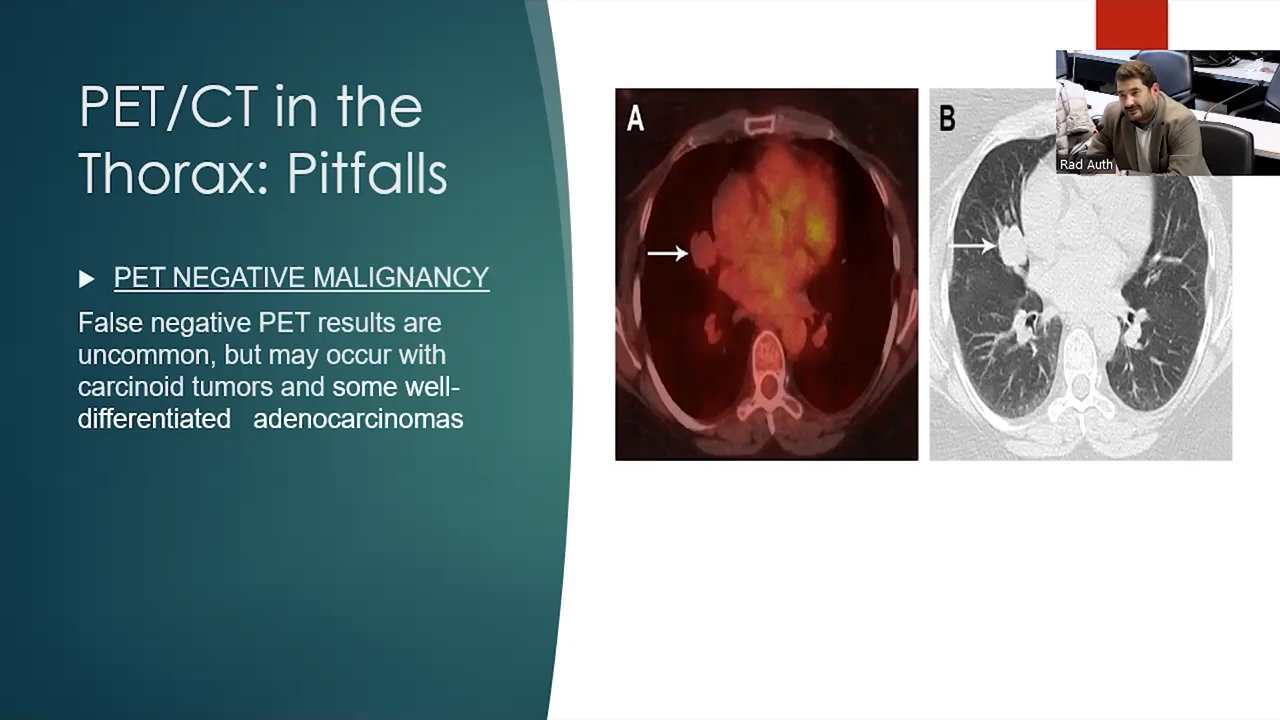 PET/CT in the
Thorax: Pitfalls
PET NEGATIVE MALIGNANCY
False negative PET results are
uncommon, but may occur with
carcinoid tumors and some well-
differentiated   adenocarcinomas
A
B
Rad Auth